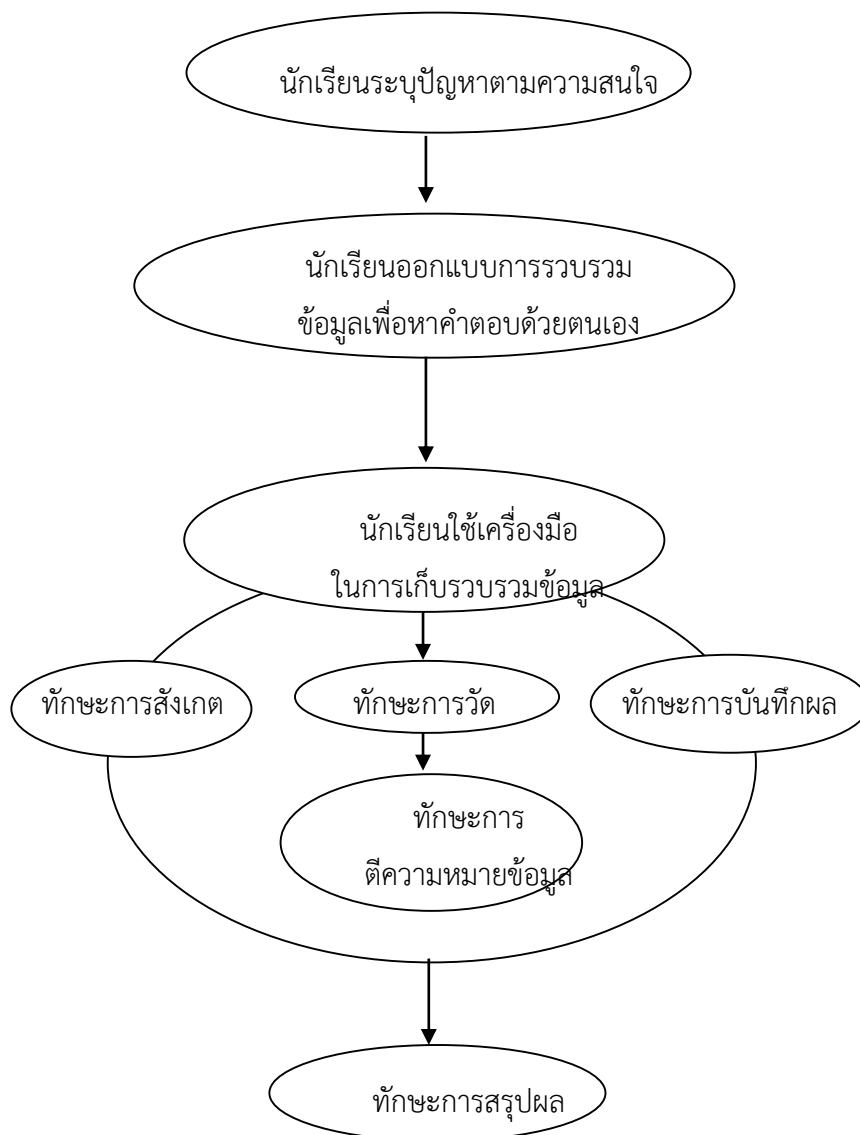 นักเรียนระบุปัญหาตามความสนใจ
นักเรียนออกแบบการรวบรวม
ข้อมูลเพื่อหาคำตอบด้วยตนเอง
นักเรียนใช้เครื่องมือ
ในการเก็บรวบรวมข้อมูล
ทักษะการสังเกต
ทักษะการวัด
ทักษะการบันทึกผล
ทักษะการ
ตีความหมายข้อมูล
ทักษะการสรุปผล